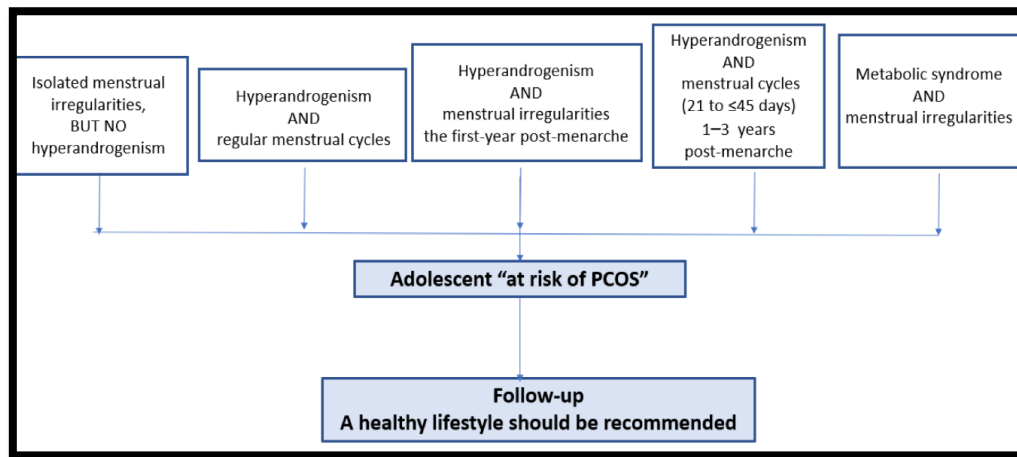 Isolated menstrual
irregularities,
BUT NO
hyperandrogenism
Hyperandrogenism
AND
regular menstrual cycles
Hyperandrogenism
AND
menstrual irregularities
the first-year post-menarche
Hyperandrogenism
AND
menstrual cycles
(21 to ≤45 days)
1–3 years
post-menarche
Metabolic syndrome
AND
menstrual irregularities
Adolescent “at risk of PCOS”
Follow-up
A healthy lifestyle should be recommended